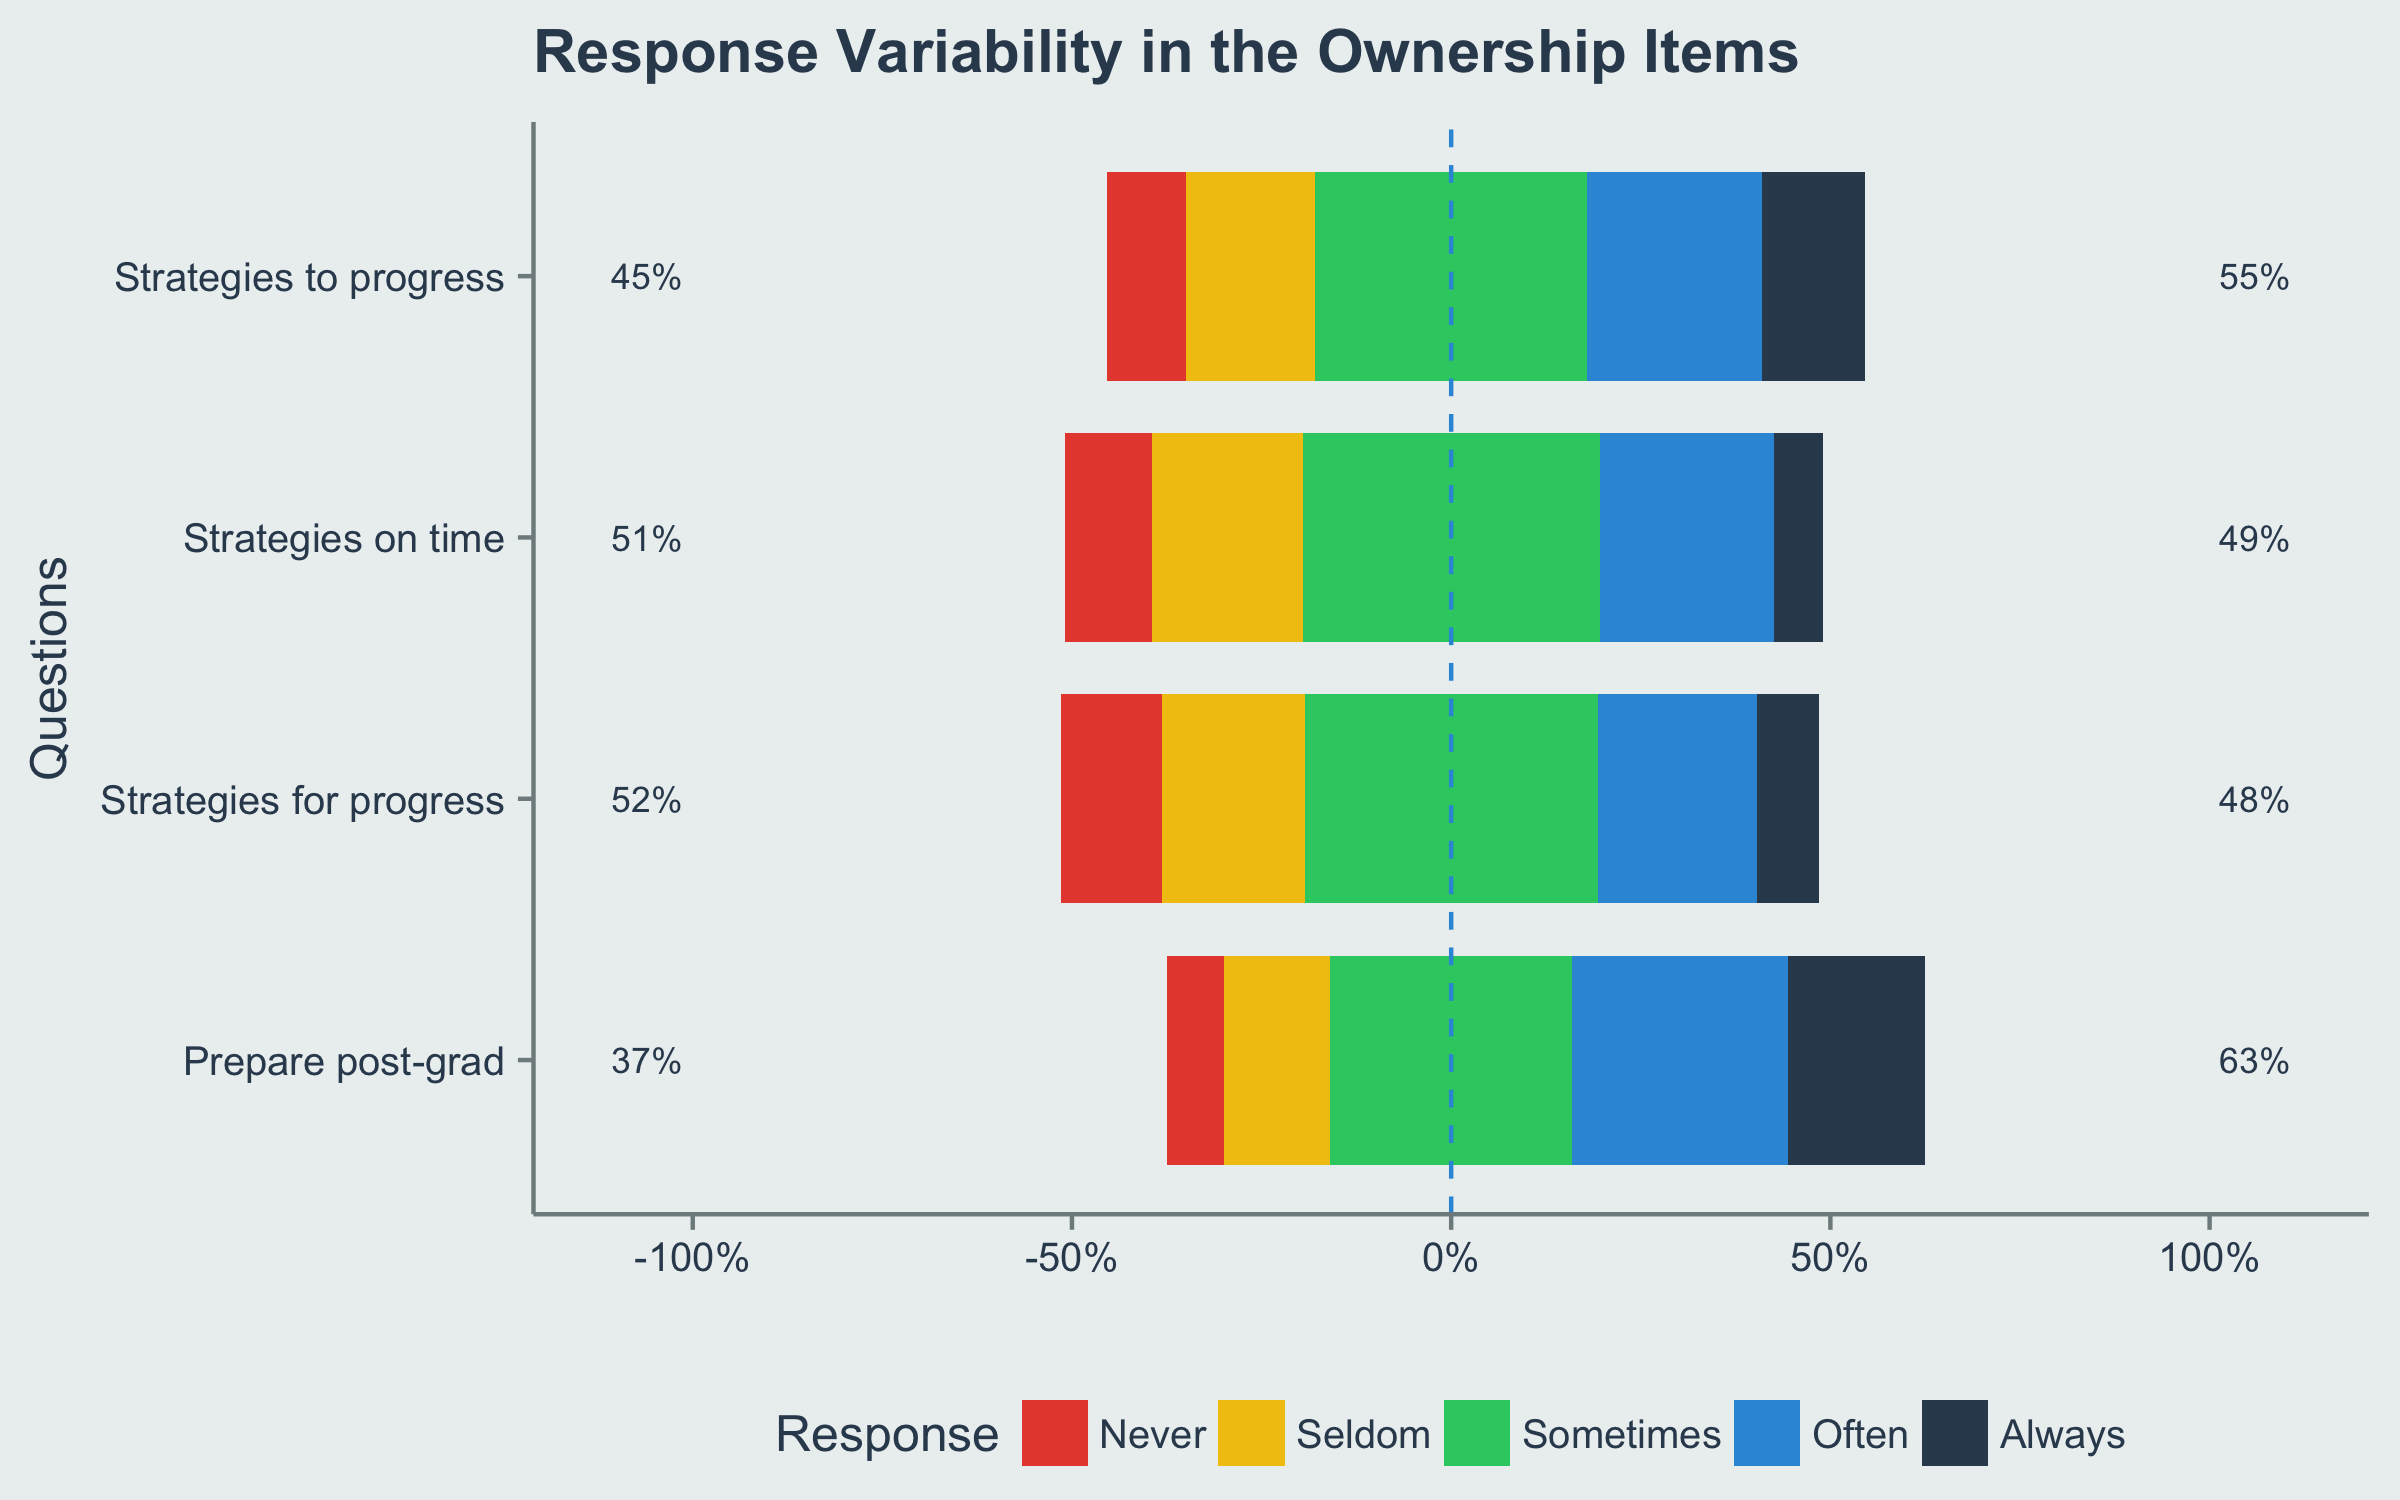 Response Variability in the Ownership Items
Questions
Strategies to progress
45%
55%
Strategies on time
51%
49%
Strategies for progress
52%
48%
Prepare post-grad
37%
63%
-100%
-50%
0%
50%
100%
Response
Never
Seldom
Sometimes
Often
Always